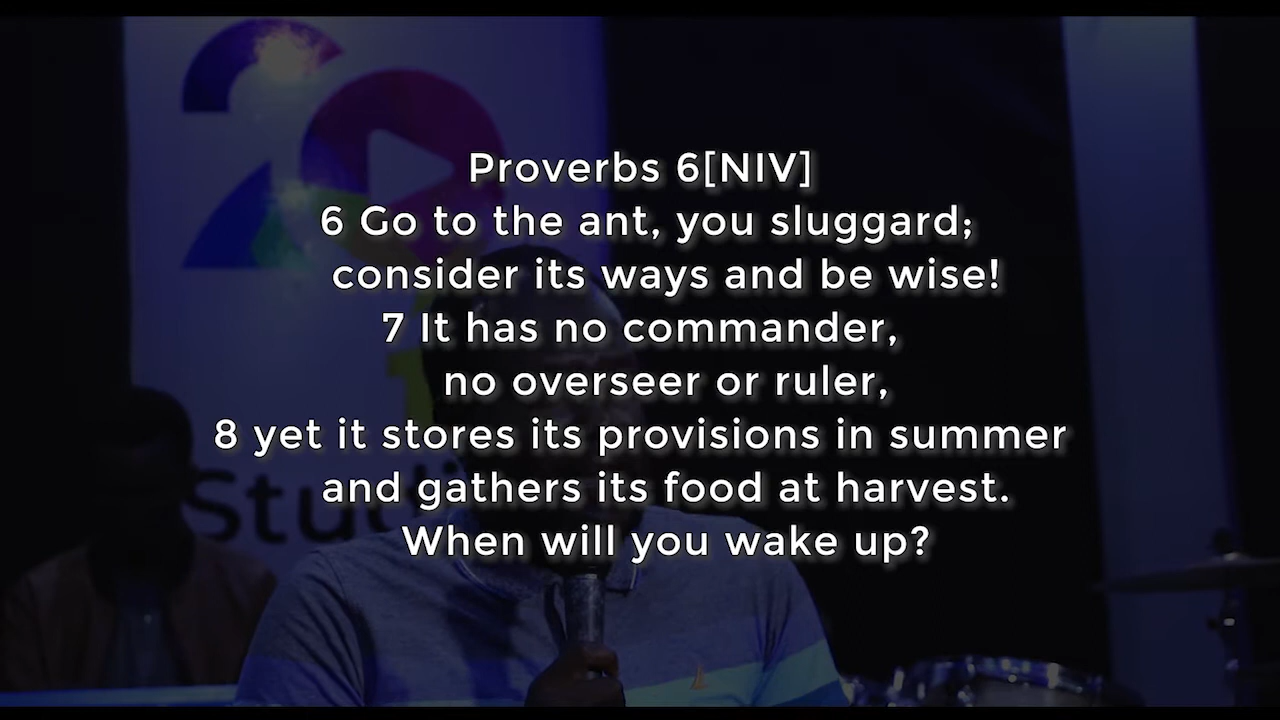 Proverbs 6[NIV]
6 Go to the ant, you sluggard;
consider its ways and be wise!
7 It has no commander,
no overseer or ruler,
8 yet it stores its provisions in summer
and gathers its food at harvest.
When will you wake up?